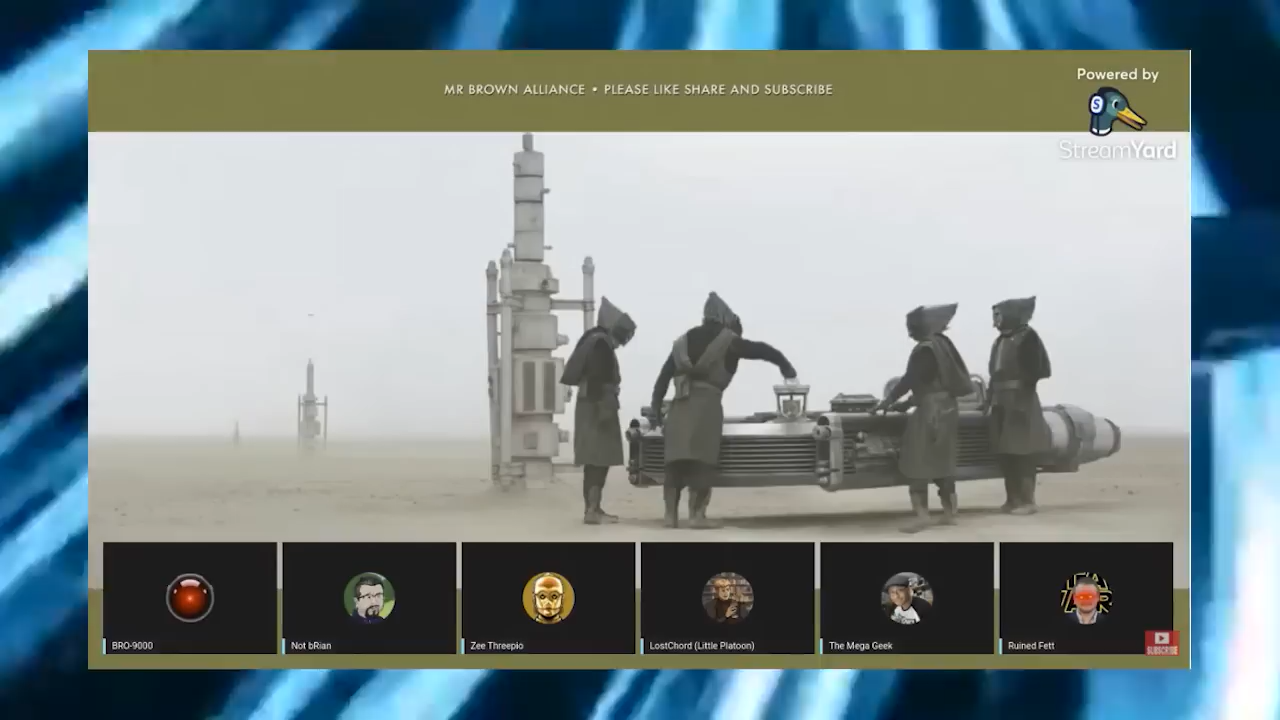 MR BROWN ALLIANCE • PLEASE LIKE SHARE AND SUBSCRIBE
Powered by
S
StreamYard
BRO-9000
Not bRian
Zee Threepio
LostChord (Little Platoon)
The Mega Geek
Ruined Fett
SUBSCRIBE